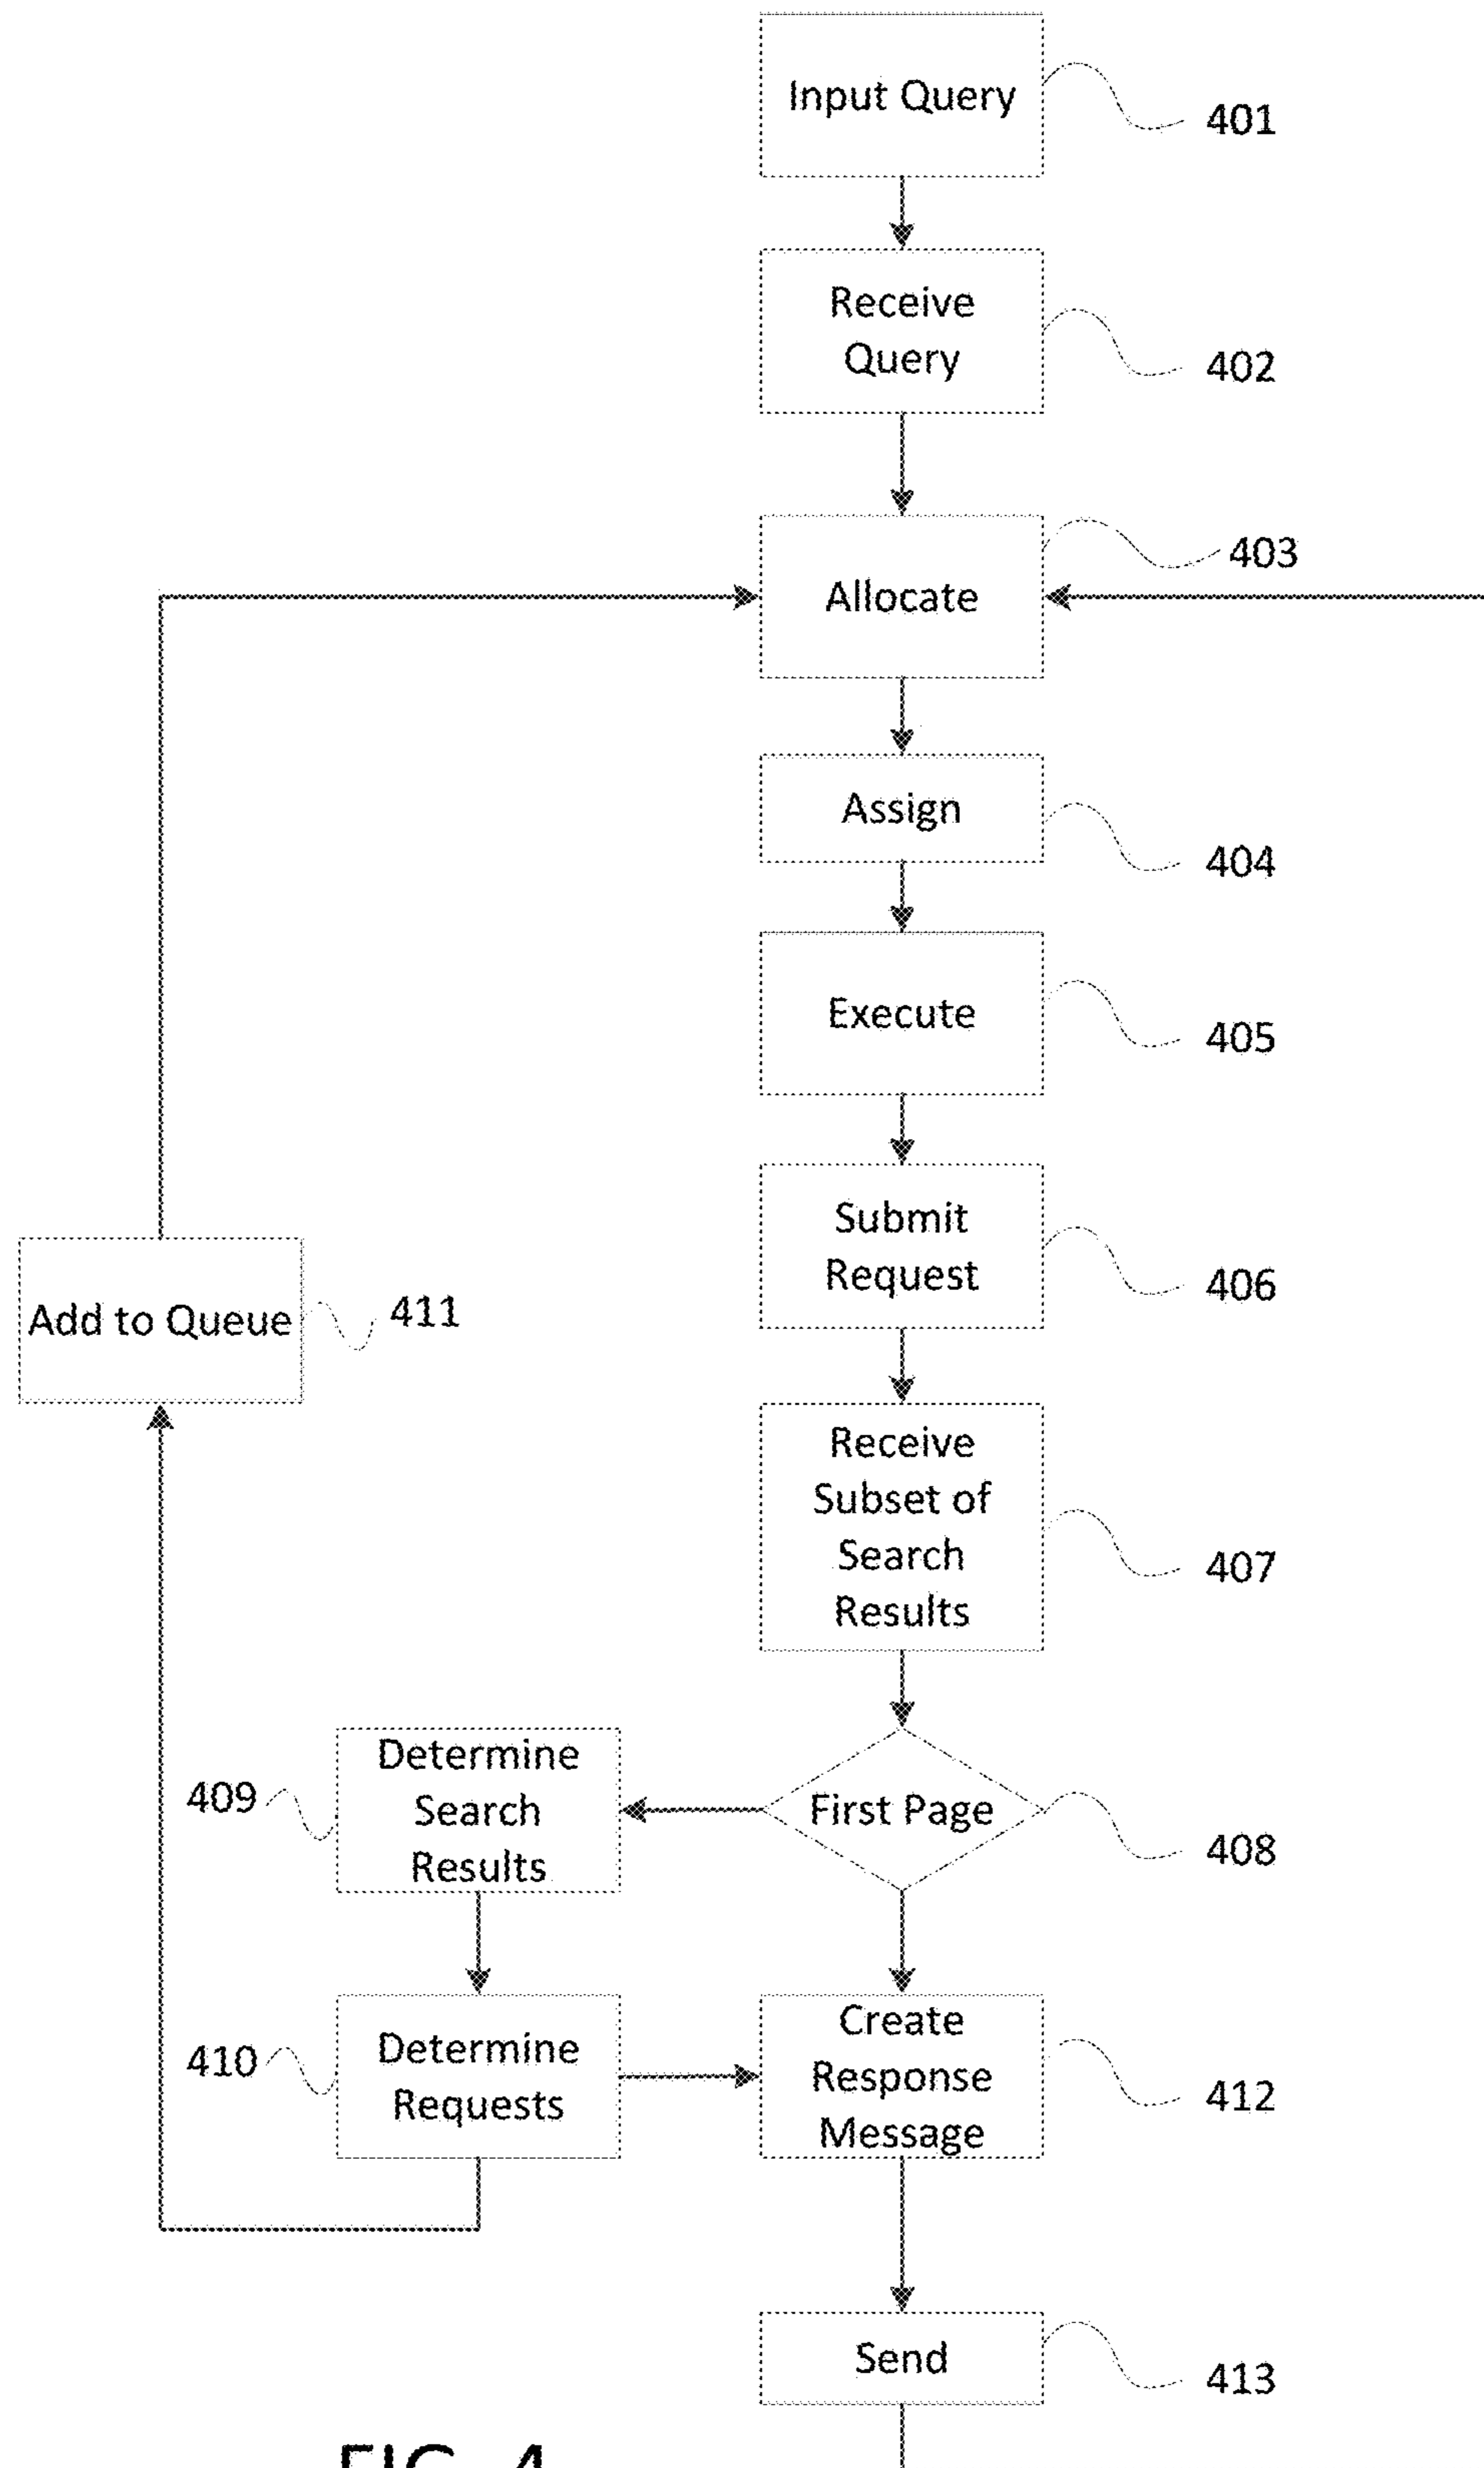 Input Query
401
Receive
Query
402
403
Allocate
Assign
404
Execute
405
Submit
Request
406
Add to Queue
411
Receive
Subset of
Search
Results
407
Determine
Search
Results
409
First Page
408
Determine
Requests
410
Create
Response
Message
412
Send
413
FIG. 4